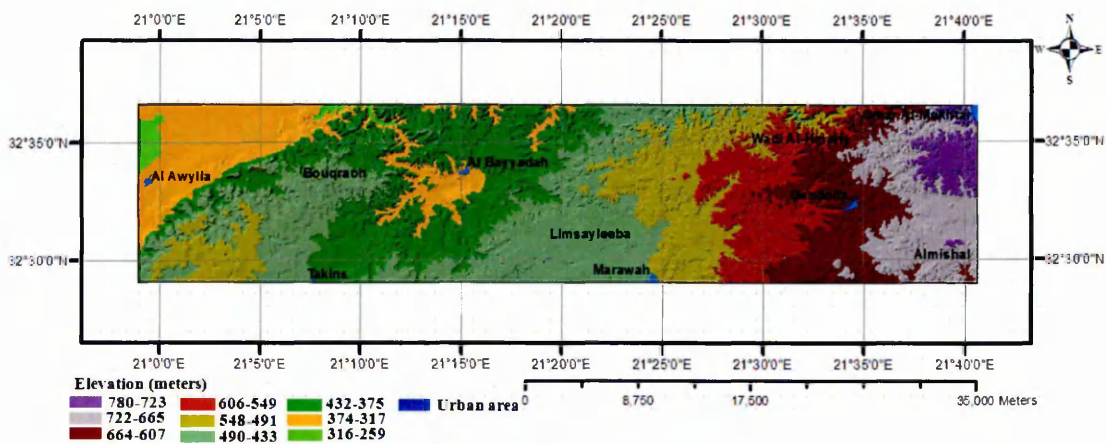 21°0'0"E 21°5'0"E 21°10'0"E 21°15'0"E 21°20'0"E 21°25'0"E 21°30'0"E 21°35'0"E 21°40'0"E
N
W E
S
32°35'0"N 32°35'0"N
Al Awylia
Bouqraoh
Al Bayyadah
Limsayleeba
Almishal
Takins
Marawah
32°30'0"N 32°30'0"N
21°0'0"E 21°5'0"E 21°10'0"E 21°15'0"E 21°20'0"E 21°25'0"E 21°30'0"E 21°35'0"E 21°40'0"E
Elevation (meters)
780-723 606-549 432-375 Urban area
722-665 548-491 374-317
664-607 490-433 316-259
0 8,750 17,500 35,000 Meters